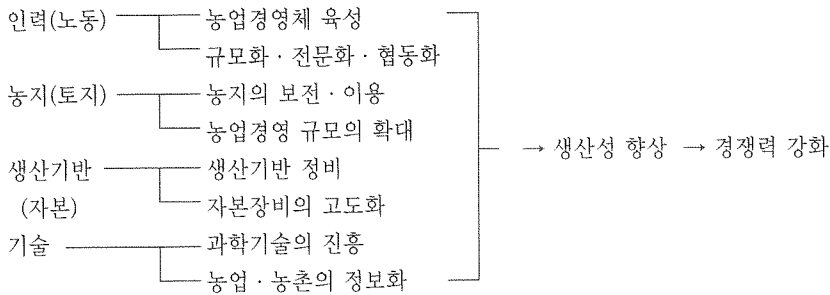 인력(노동) 농업경영체 육성
규모화 · 전문화 · 협동화
농지(토지) 농지의 보전 · 이용
농업경영 규모의 확대
→ 생산성 향상 → 경쟁력 강화
생산기반 생산기반 정비
(자본) 자본장비의 고도화
기술 과학기술의 진흥
농업 · 농촌의 정보화